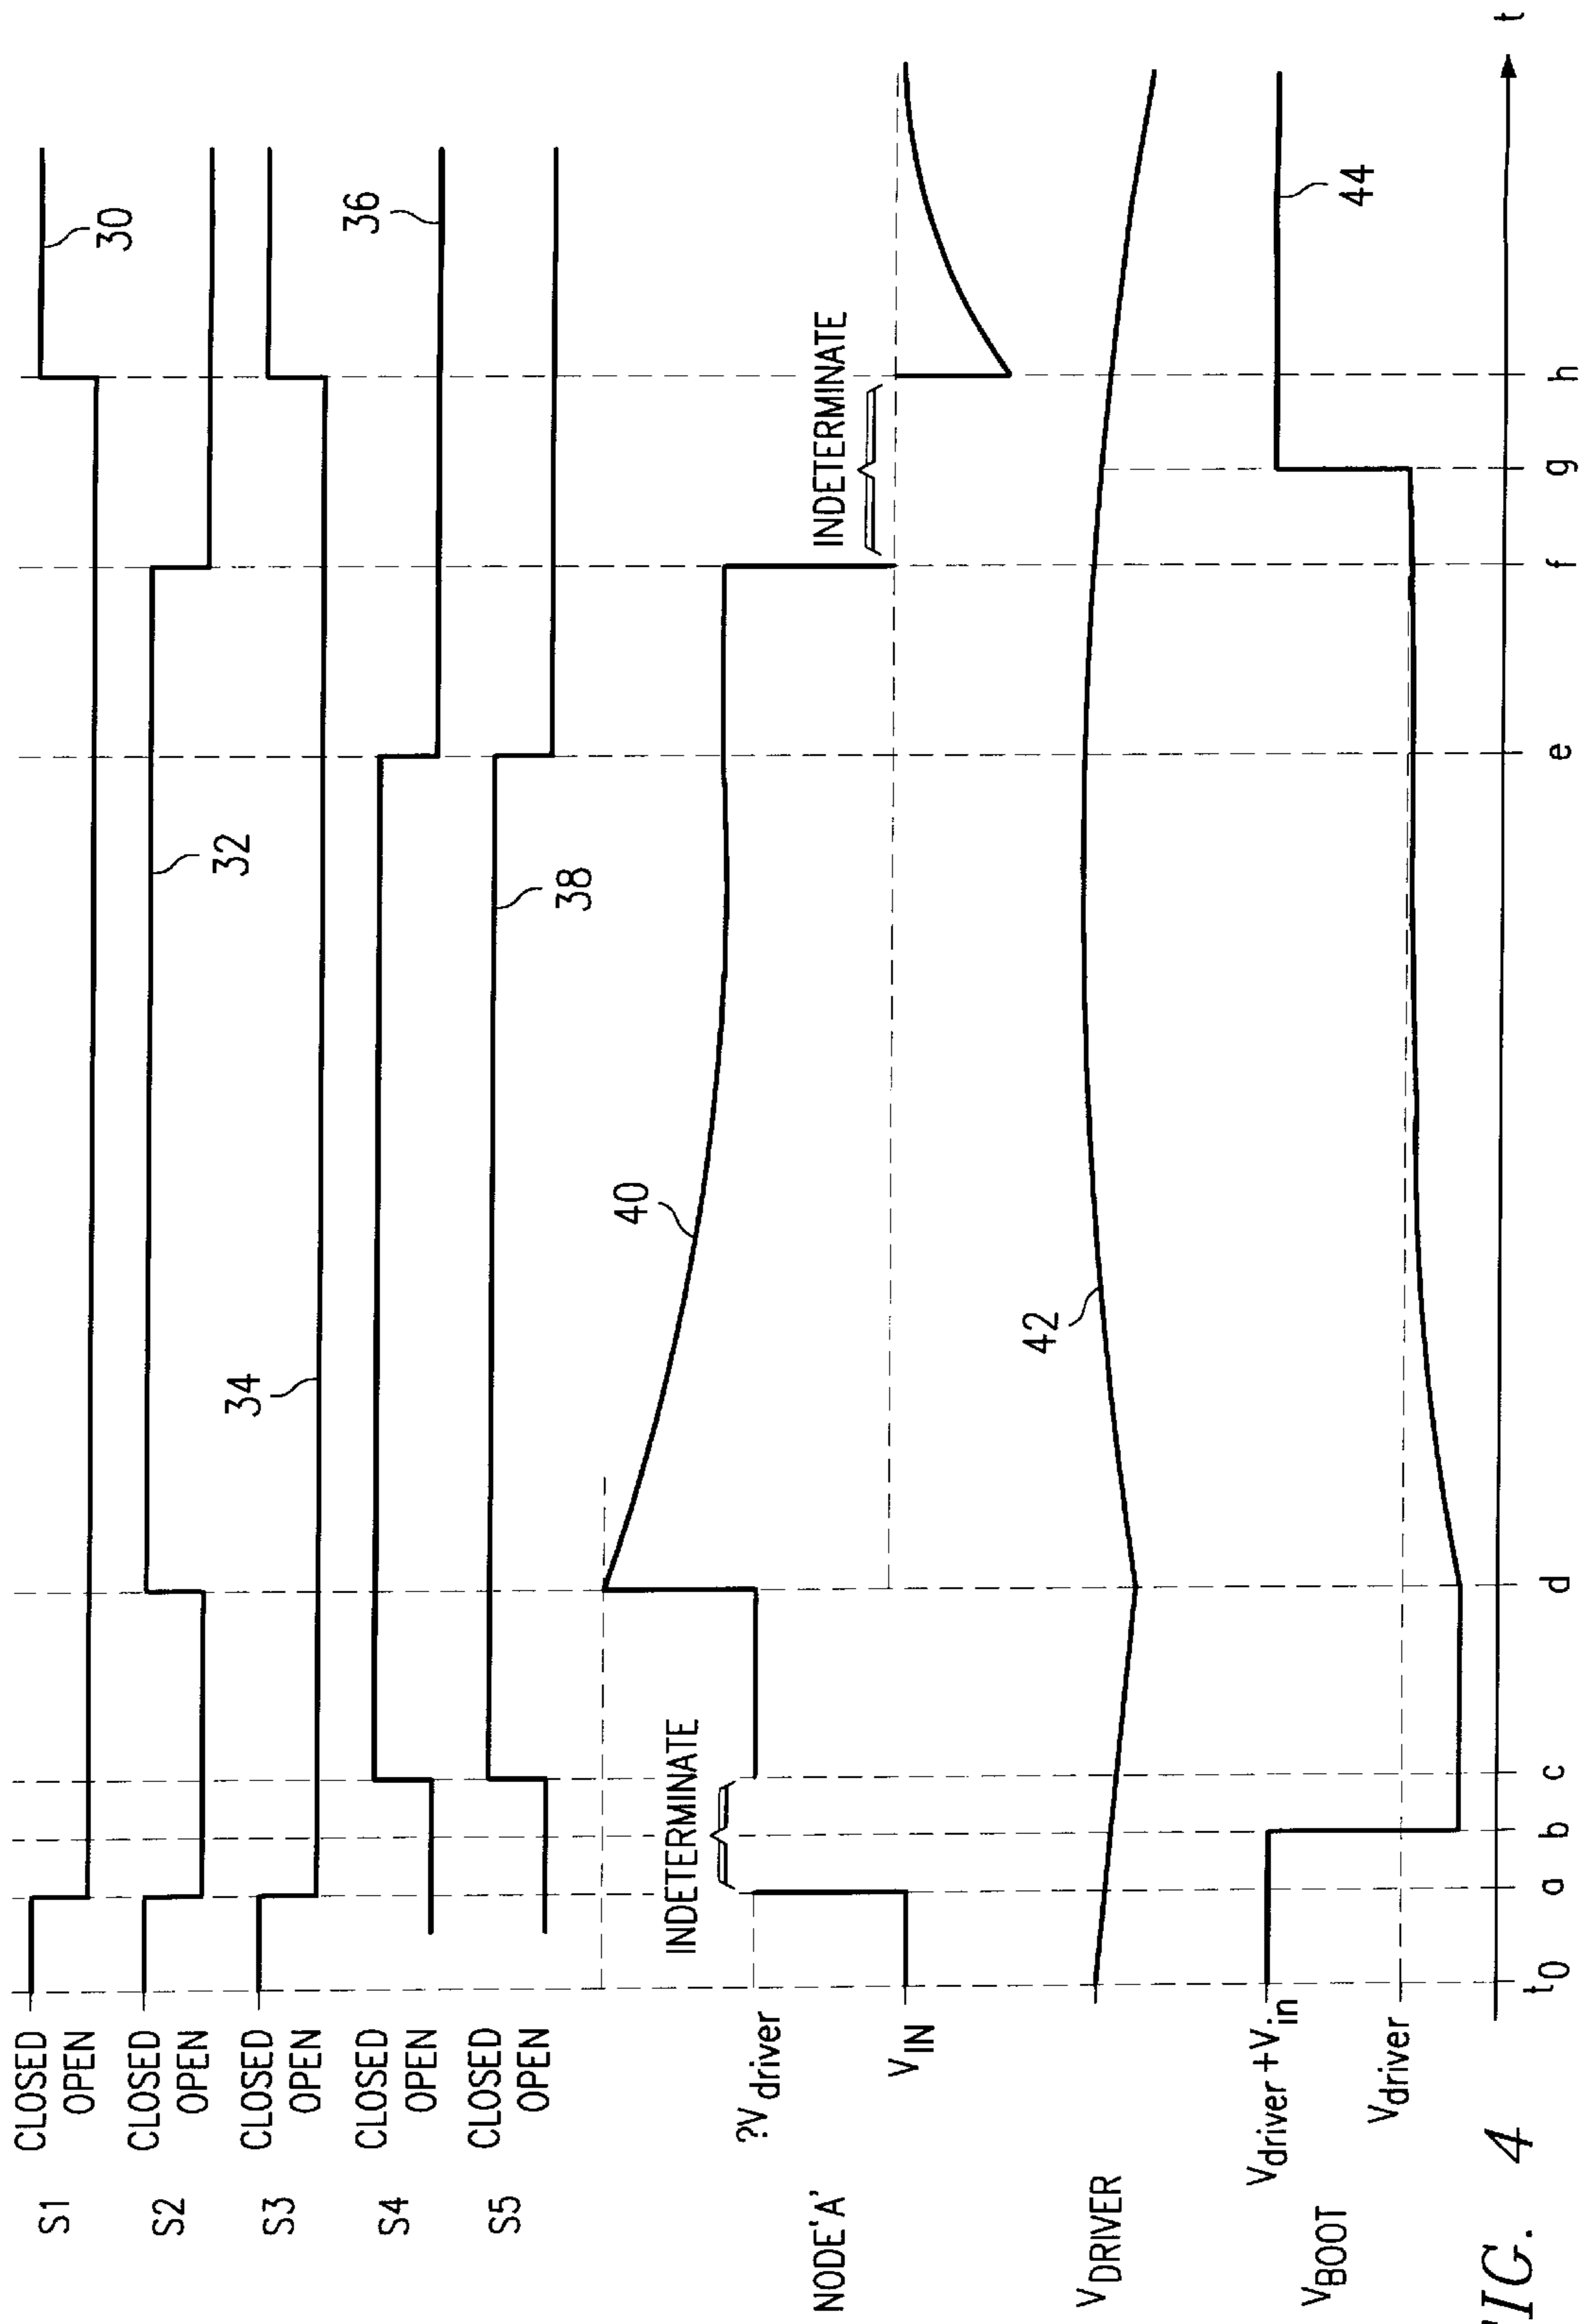 S1 CLOSED
OPEN
30
S2 CLOSED
OPEN
32
S3 CLOSED
OPEN
34
S4 CLOSED
OPEN
36
S5 CLOSED
OPEN
38
INDETERMINATE
40
INDETERMINATE
NODE'A' ?Vdriver
VIN
VDRIVER
42
VBOOT Vdriver+Vin
Vdriver
44
t0 a b c d e f g h t
FIG. 4